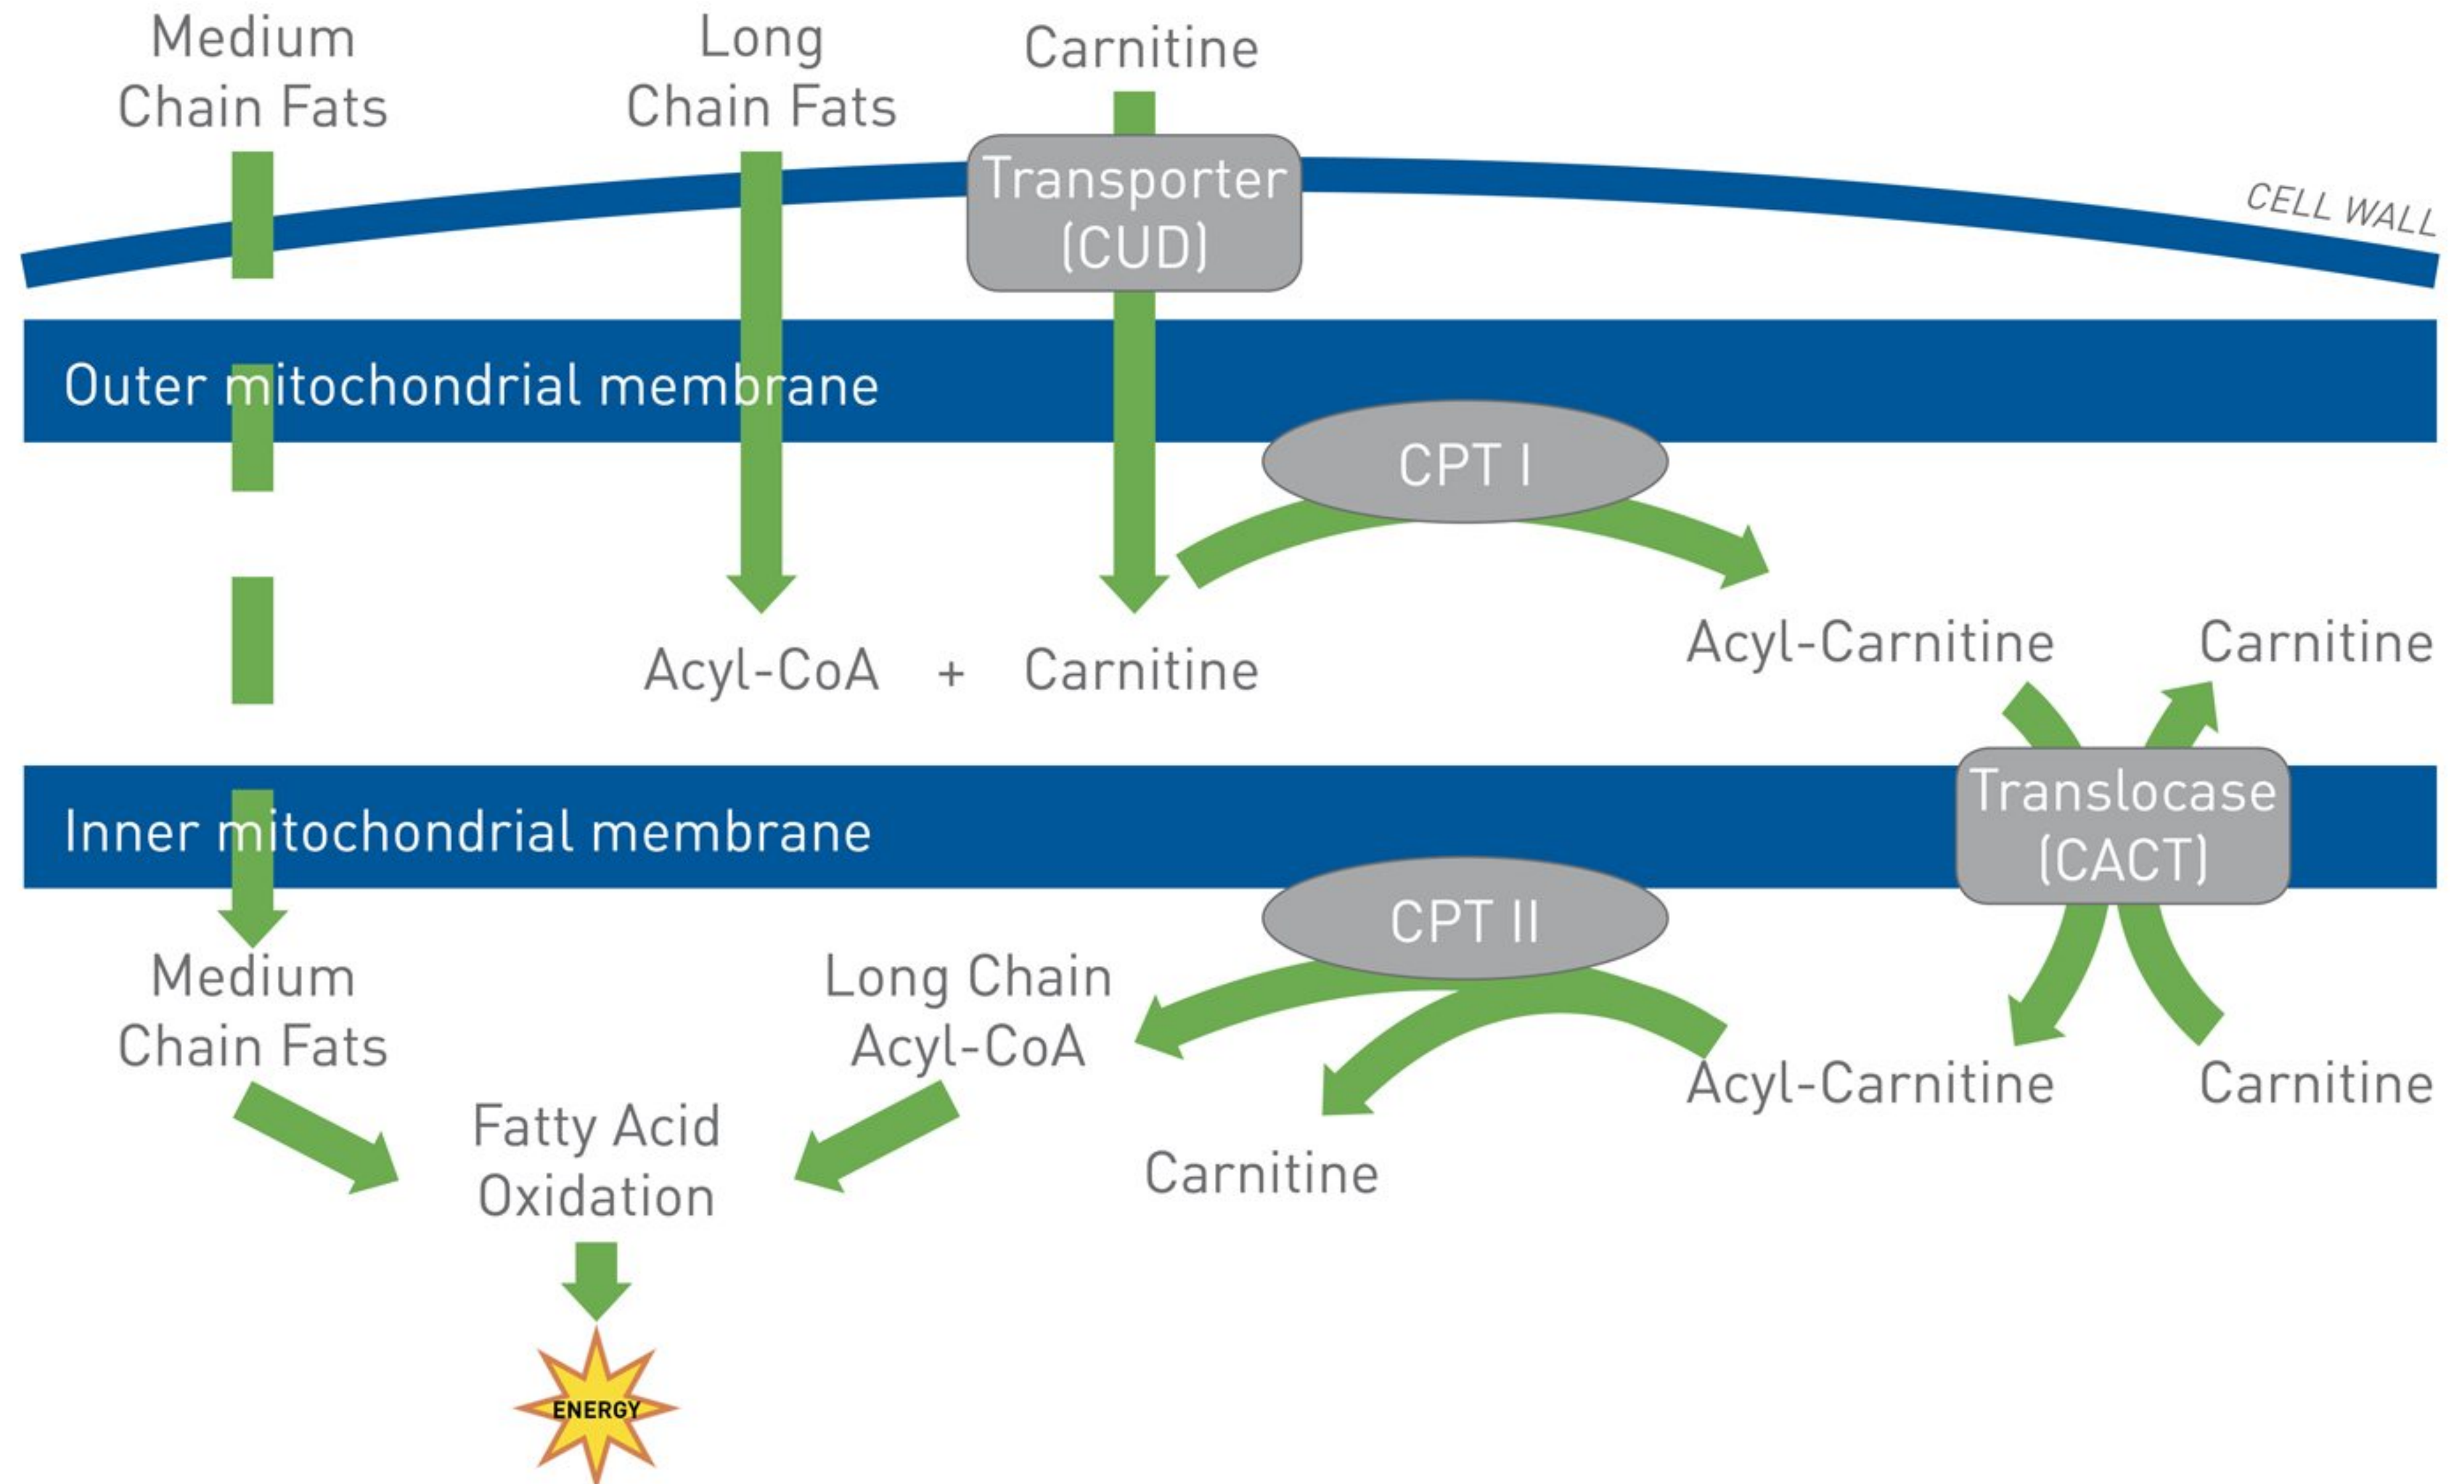 Medium
Chain Fats
Long
Chain Fats
Carnitine
Transporter
(CUD)
CELL WALL
Outer mitochondrial membrane
CPT I
Acyl-CoA + Carnitine
Acyl-Carnitine
Carnitine
Inner mitochondrial membrane
Translocase
(CACT)
CPT II
Medium
Chain Fats
Long Chain
Acyl-CoA
Acyl-Carnitine
Carnitine
Fatty Acid
Oxidation
Carnitine
ENERGY